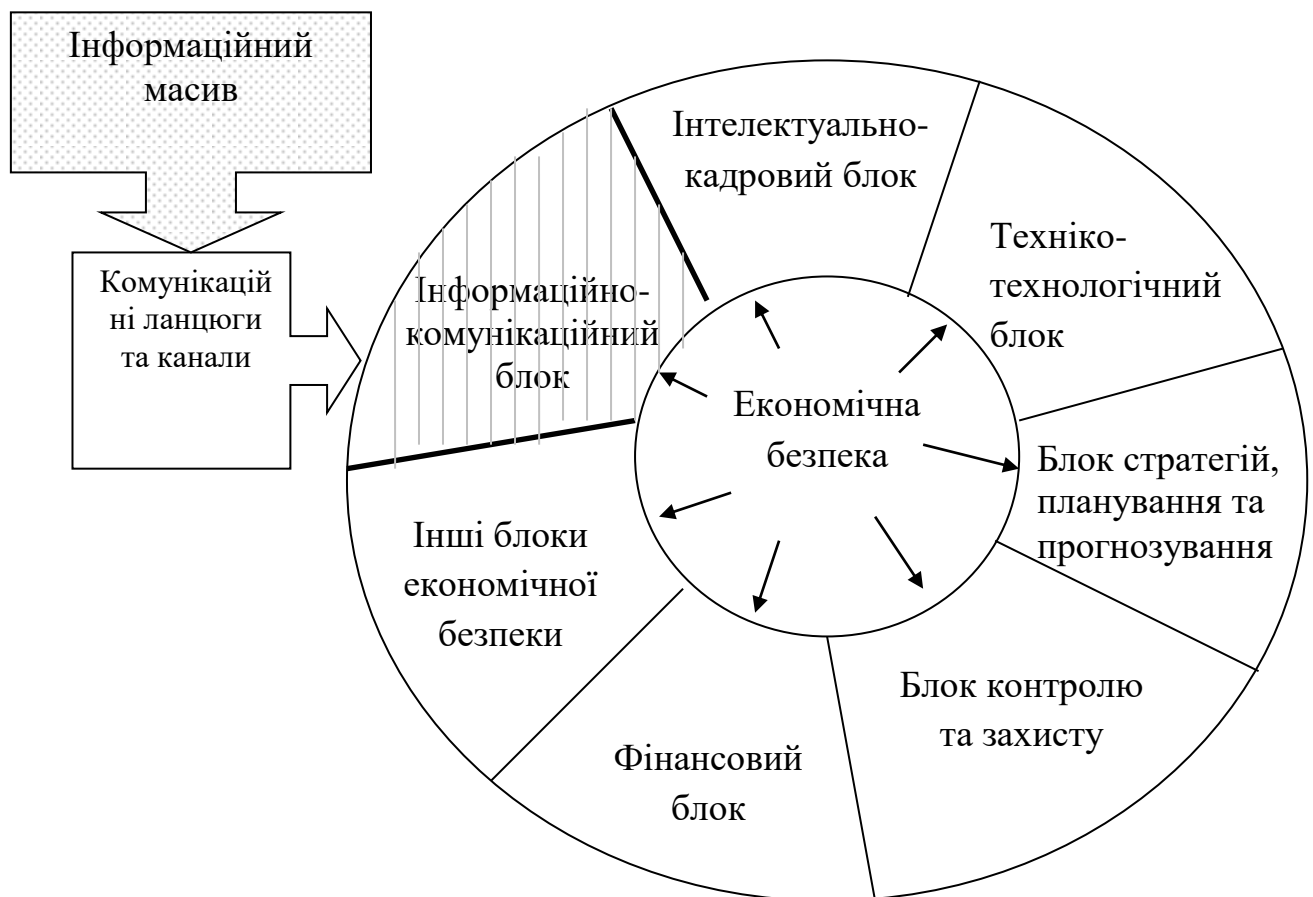 Інформаційний
масив
Комунікацій
ні ланцюги
та канали
Інформаційно-
комунікаційний
блок
Інтелектуально-
кадровий блок
Техніко-
технологічний
блок
Економічна
безпека
Блок стратегій,
планування та
прогнозування
Інші блоки
економічної
безпеки
Блок контролю
та захисту
Фінансовий
блок